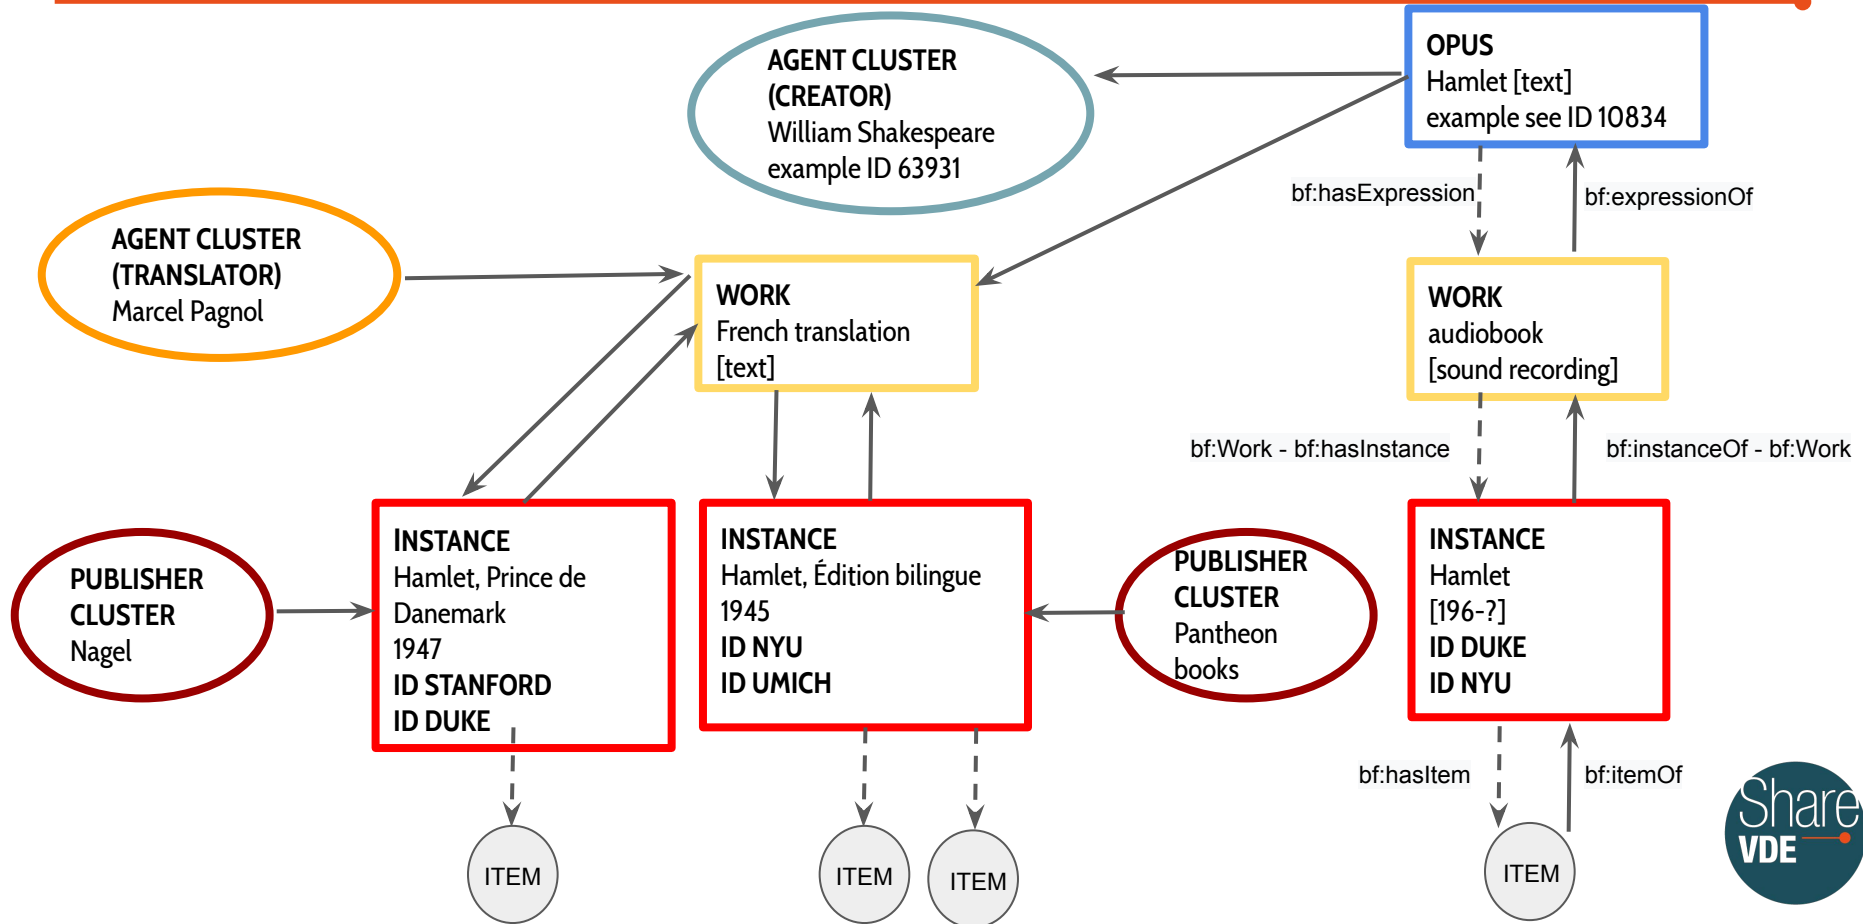 AGENT CLUSTER
(CREATOR)
William Shakespeare
example ID 63931
OPUS
Hamlet [text]
example see ID 10834
bf:hasExpression
bf:expressionOf
AGENT CLUSTER
(TRANSLATOR)
Marcel Pagnol
WORK
French translation
[text]
WORK
audiobook
[sound recording]
bf:Work - bf:hasInstance
bf:instanceOf - bf:Work
PUBLISHER
CLUSTER
Nagel
INSTANCE
Hamlet, Prince de
Danemark
1947
ID STANFORD
ID DUKE
INSTANCE
Hamlet, Édition bilingue
1945
ID NYU
ID UMICH
PUBLISHER
CLUSTER
Pantheon
books
INSTANCE
Hamlet
[196-?]
ID DUKE
ID NYU
bf:hasItem
bf:itemOf
ITEM
ITEM
ITEM
ITEM
Share
VDE